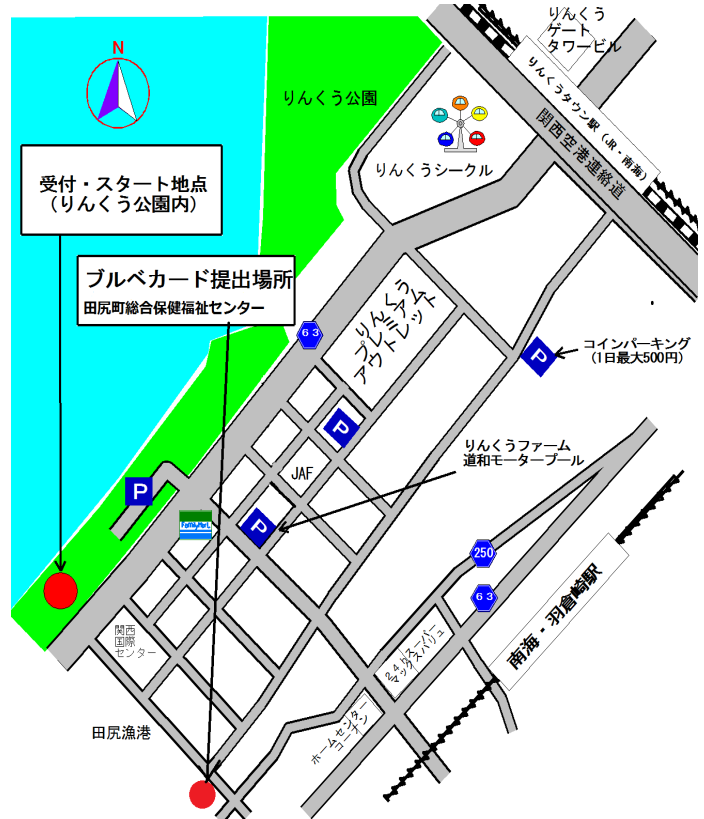 りんくう
ゲート
タワービル
N
りんくう公園
りんくうタウン駅(JR・南海)
関西空港連絡道
受付・スタート地点
(りんくう公園内)
りんくうシークル
ブルベカード提出場所
田尻町総合保健福祉センター
りんくう
プレミアム
アウトレット
63
P
コインパーキング
(1日最大500円)
P
りんくうファーム
道和モータープール
JAF
P
FamilyMart
P
250
63
南海・羽倉崎駅
関西
国際
センター
24hスーパー
マックスバリュ
ホームセンター
コーナン
田尻漁港